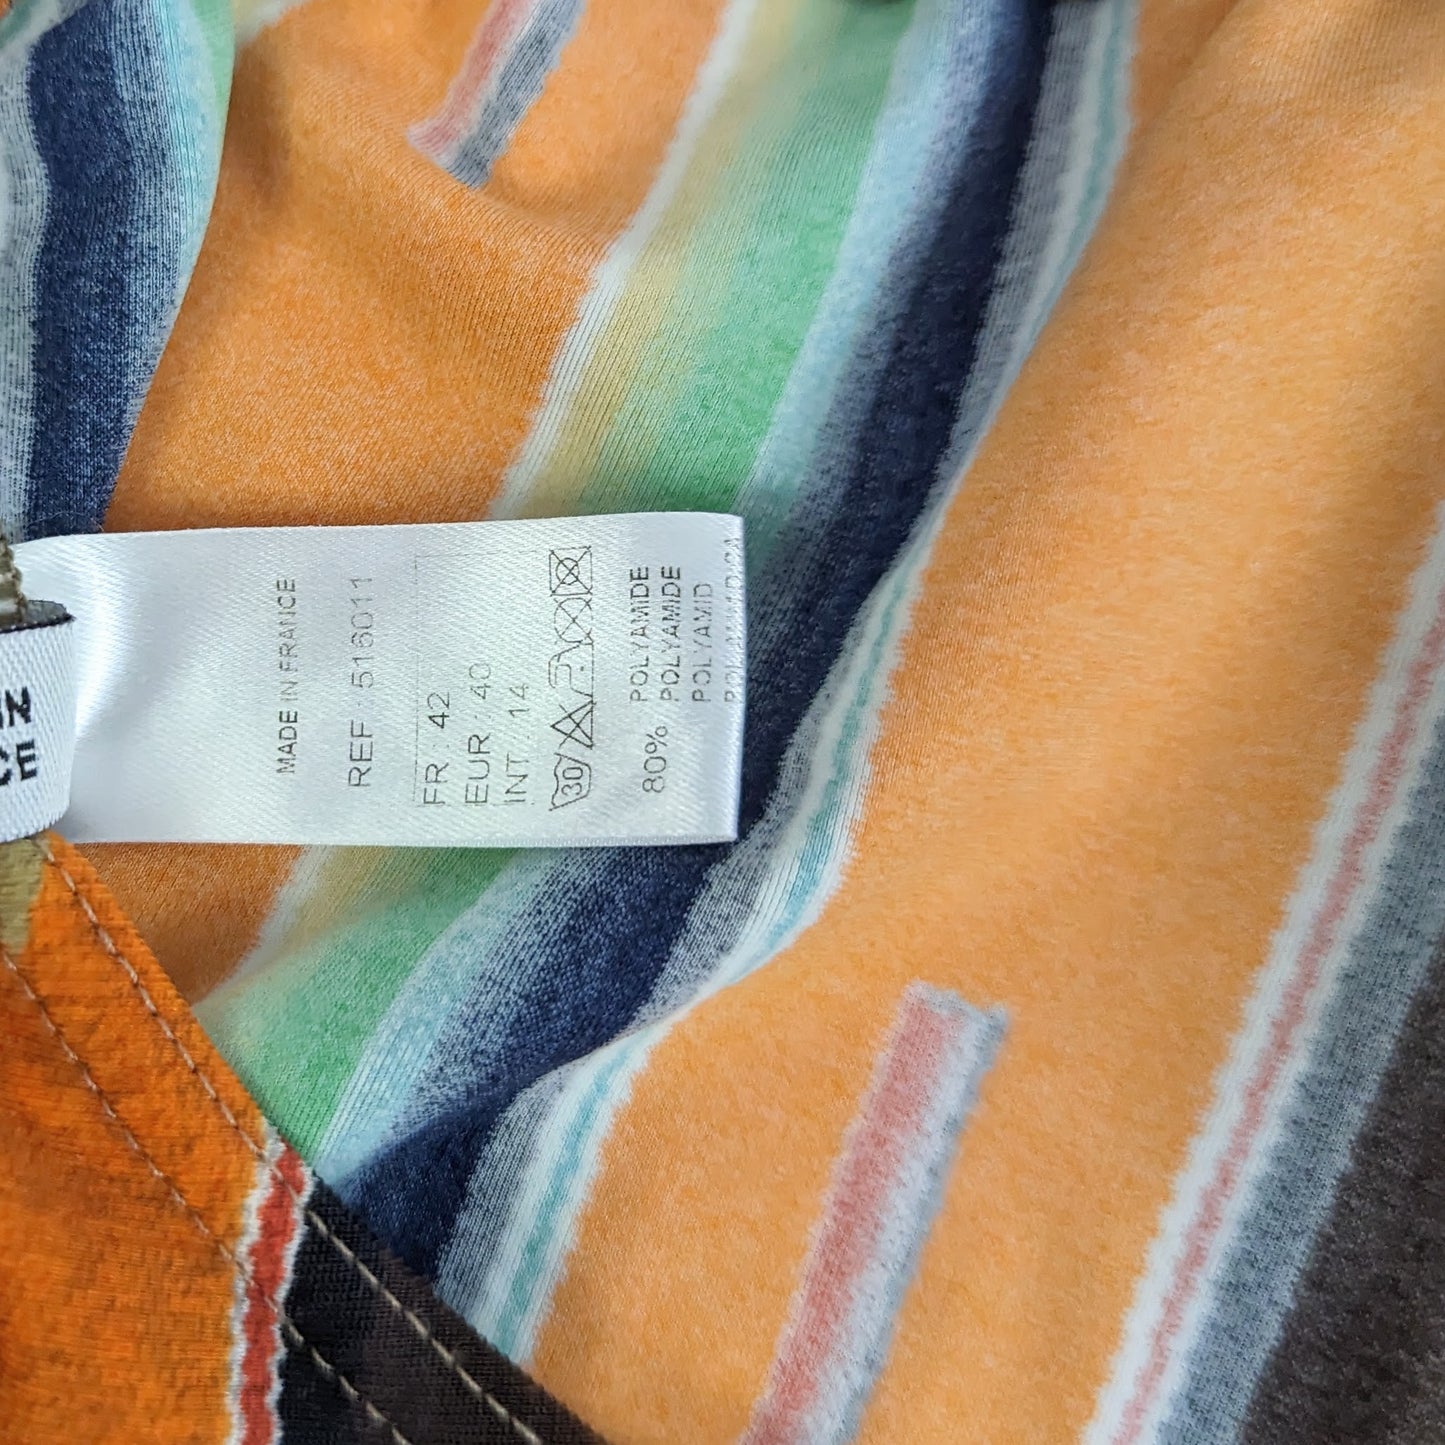 MADE IN FRANCE
REF : 516011
FR : 42
EUR : 40
INT : 14
30
80% POLYAMIDE
POLYAMIDE
POLYAMID
IN
CE